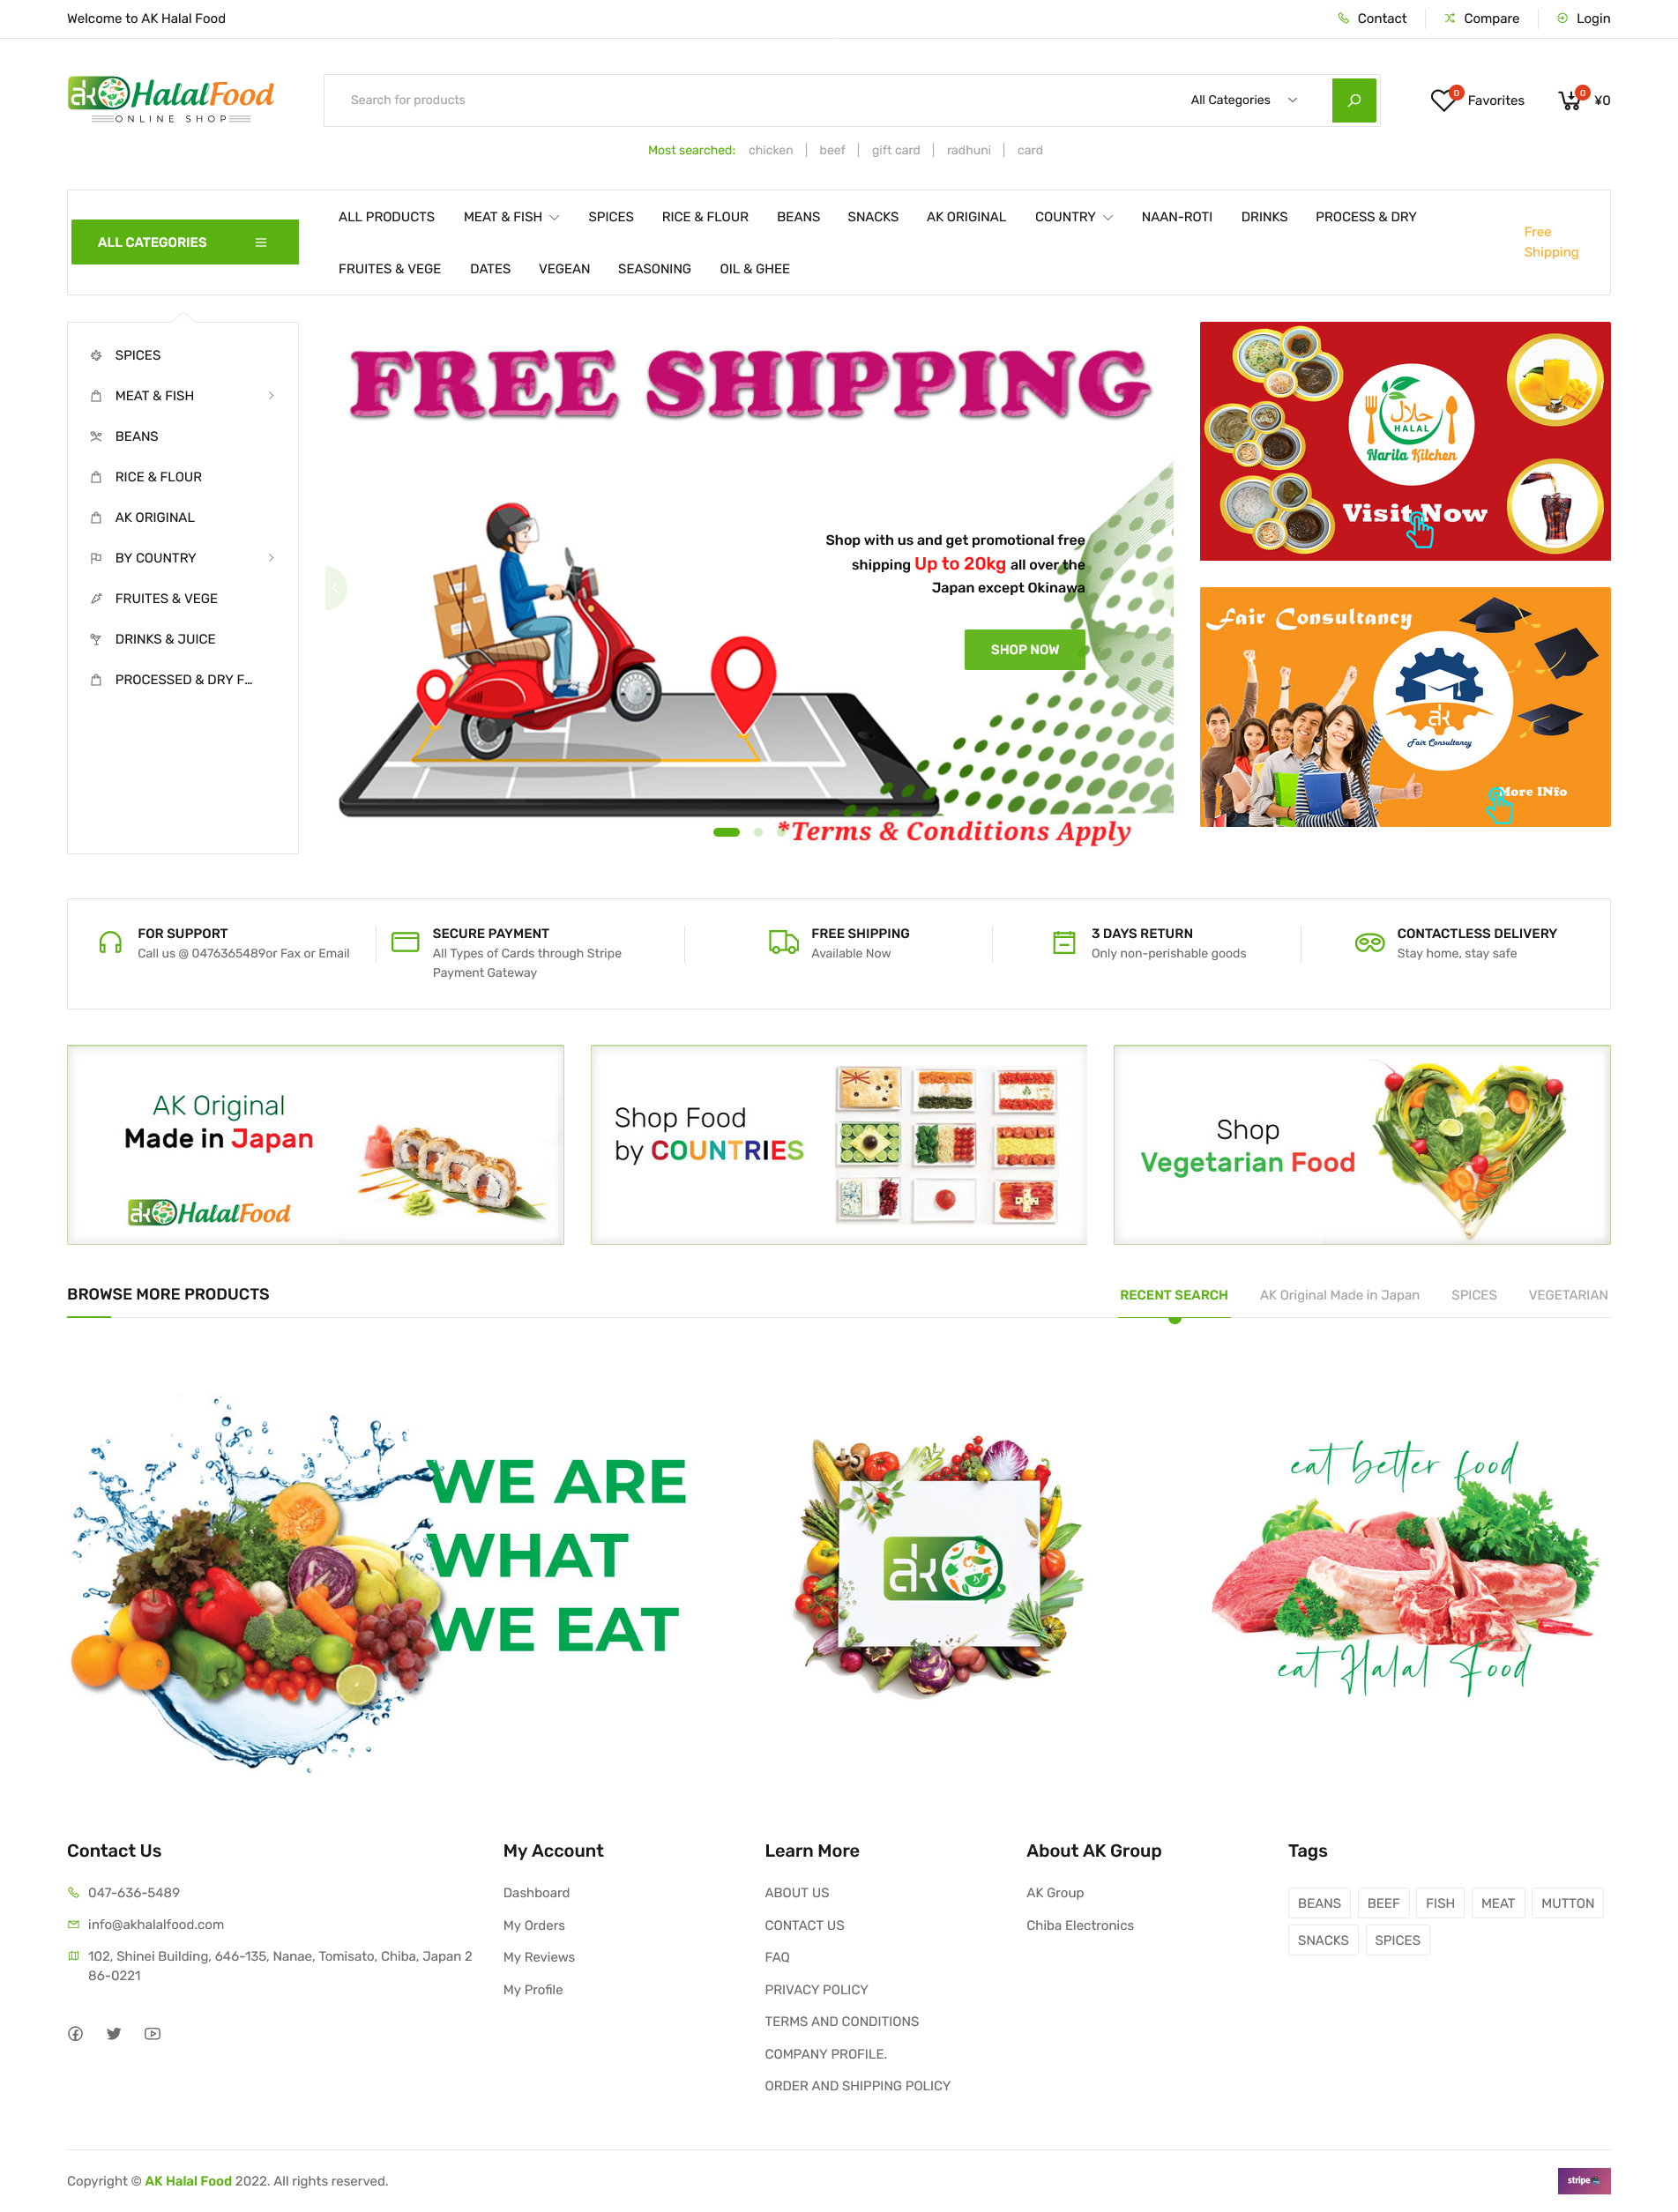 Welcome to AK Halal Food
Contact
Compare
Login
ak HalalFood
ONLINE SHOP
Search for products
All Categories
0
Favorites
0
¥0
Most searched: chicken beef gift card radhuni card
ALL CATEGORIES
ALL PRODUCTS MEAT & FISH SPICES RICE & FLOUR BEANS SNACKS AK ORIGINAL COUNTRY NAAN-ROTI DRINKS PROCESS & DRY
FRUITES & VEGE DATES VEGEAN SEASONING OIL & GHEE
Free
Shipping
SPICES
MEAT & FISH
BEANS
RICE & FLOUR
AK ORIGINAL
BY COUNTRY
FRUITES & VEGE
DRINKS & JUICE
PROCESSED & DRY F...
FREE SHIPPING
Shop with us and get promotional free
shipping Up to 20kg all over the
Japan except Okinawa
SHOP NOW
*Terms & Conditions Apply
حلال
HALAL
Narita Kitchen
Visit Now
Fair Consultancy
ak
Fair Consultancy
More INfo
FOR SUPPORT
Call us @ 0476365489or Fax or Email
SECURE PAYMENT
All Types of Cards through Stripe
Payment Gateway
FREE SHIPPING
Available Now
3 DAYS RETURN
Only non-perishable goods
CONTACTLESS DELIVERY
Stay home, stay safe
AK Original
Made in Japan
ak HalalFood
Shop Food
by COUNTRIES
Shop
Vegetarian Food
BROWSE MORE PRODUCTS
RECENT SEARCH
AK Original Made in Japan
SPICES
VEGETARIAN
WE ARE
WHAT
WE EAT
ak
eat better food
eat Halal Food
Contact Us
047-636-5489
info@akhalalfood.com
102, Shinei Building, 646-135, Nanae, Tomisato, Chiba, Japan 2
86-0221
My Account
Dashboard
My Orders
My Reviews
My Profile
Learn More
ABOUT US
CONTACT US
FAQ
PRIVACY POLICY
TERMS AND CONDITIONS
COMPANY PROFILE.
ORDER AND SHIPPING POLICY
About AK Group
AK Group
Chiba Electronics
Tags
BEANS BEEF FISH MEAT MUTTON
SNACKS SPICES
Copyright © AK Halal Food 2022. All rights reserved.
stripe